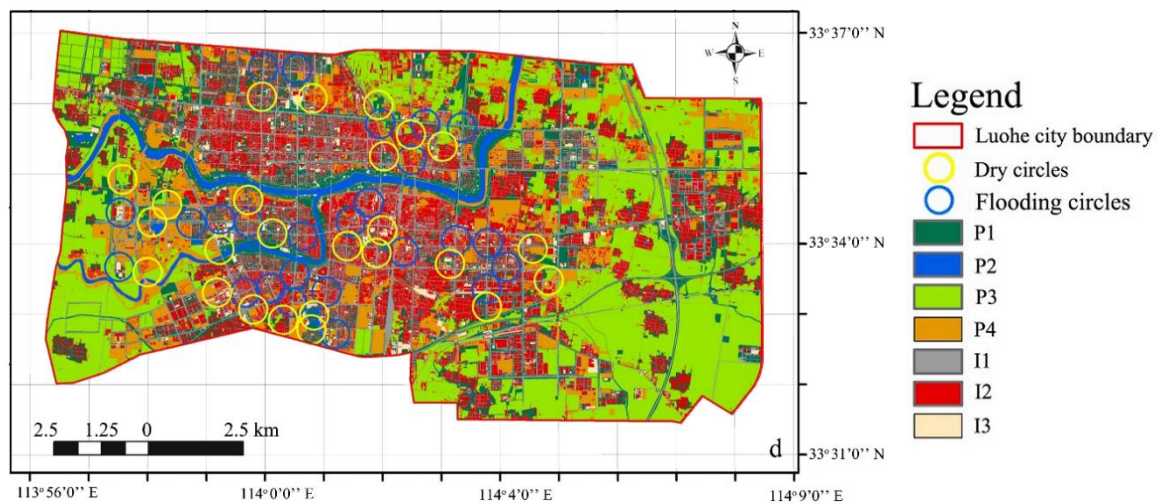 33°37'0'' N
N
W E
S
Legend
Luohe city boundary
Dry circles
Flooding circles
P1
33°34'0'' N
P2
P3
P4
I1
I2
I3
2.5 1.25 0 2.5 km
d
33°31'0'' N
113°56'0'' E 114°0'0'' E 114°4'0'' E 114°9'0'' E